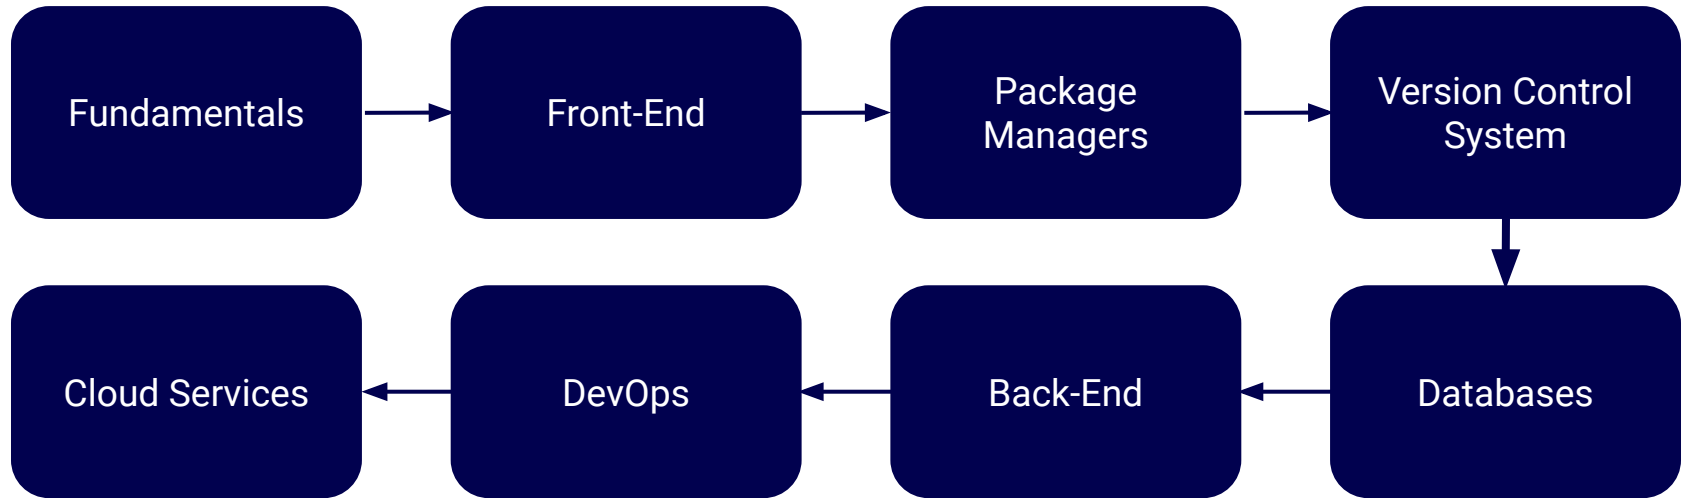 Fundamentals
Front-End
Package
Managers
Version Control
System
Databases
Back-End
DevOps
Cloud Services